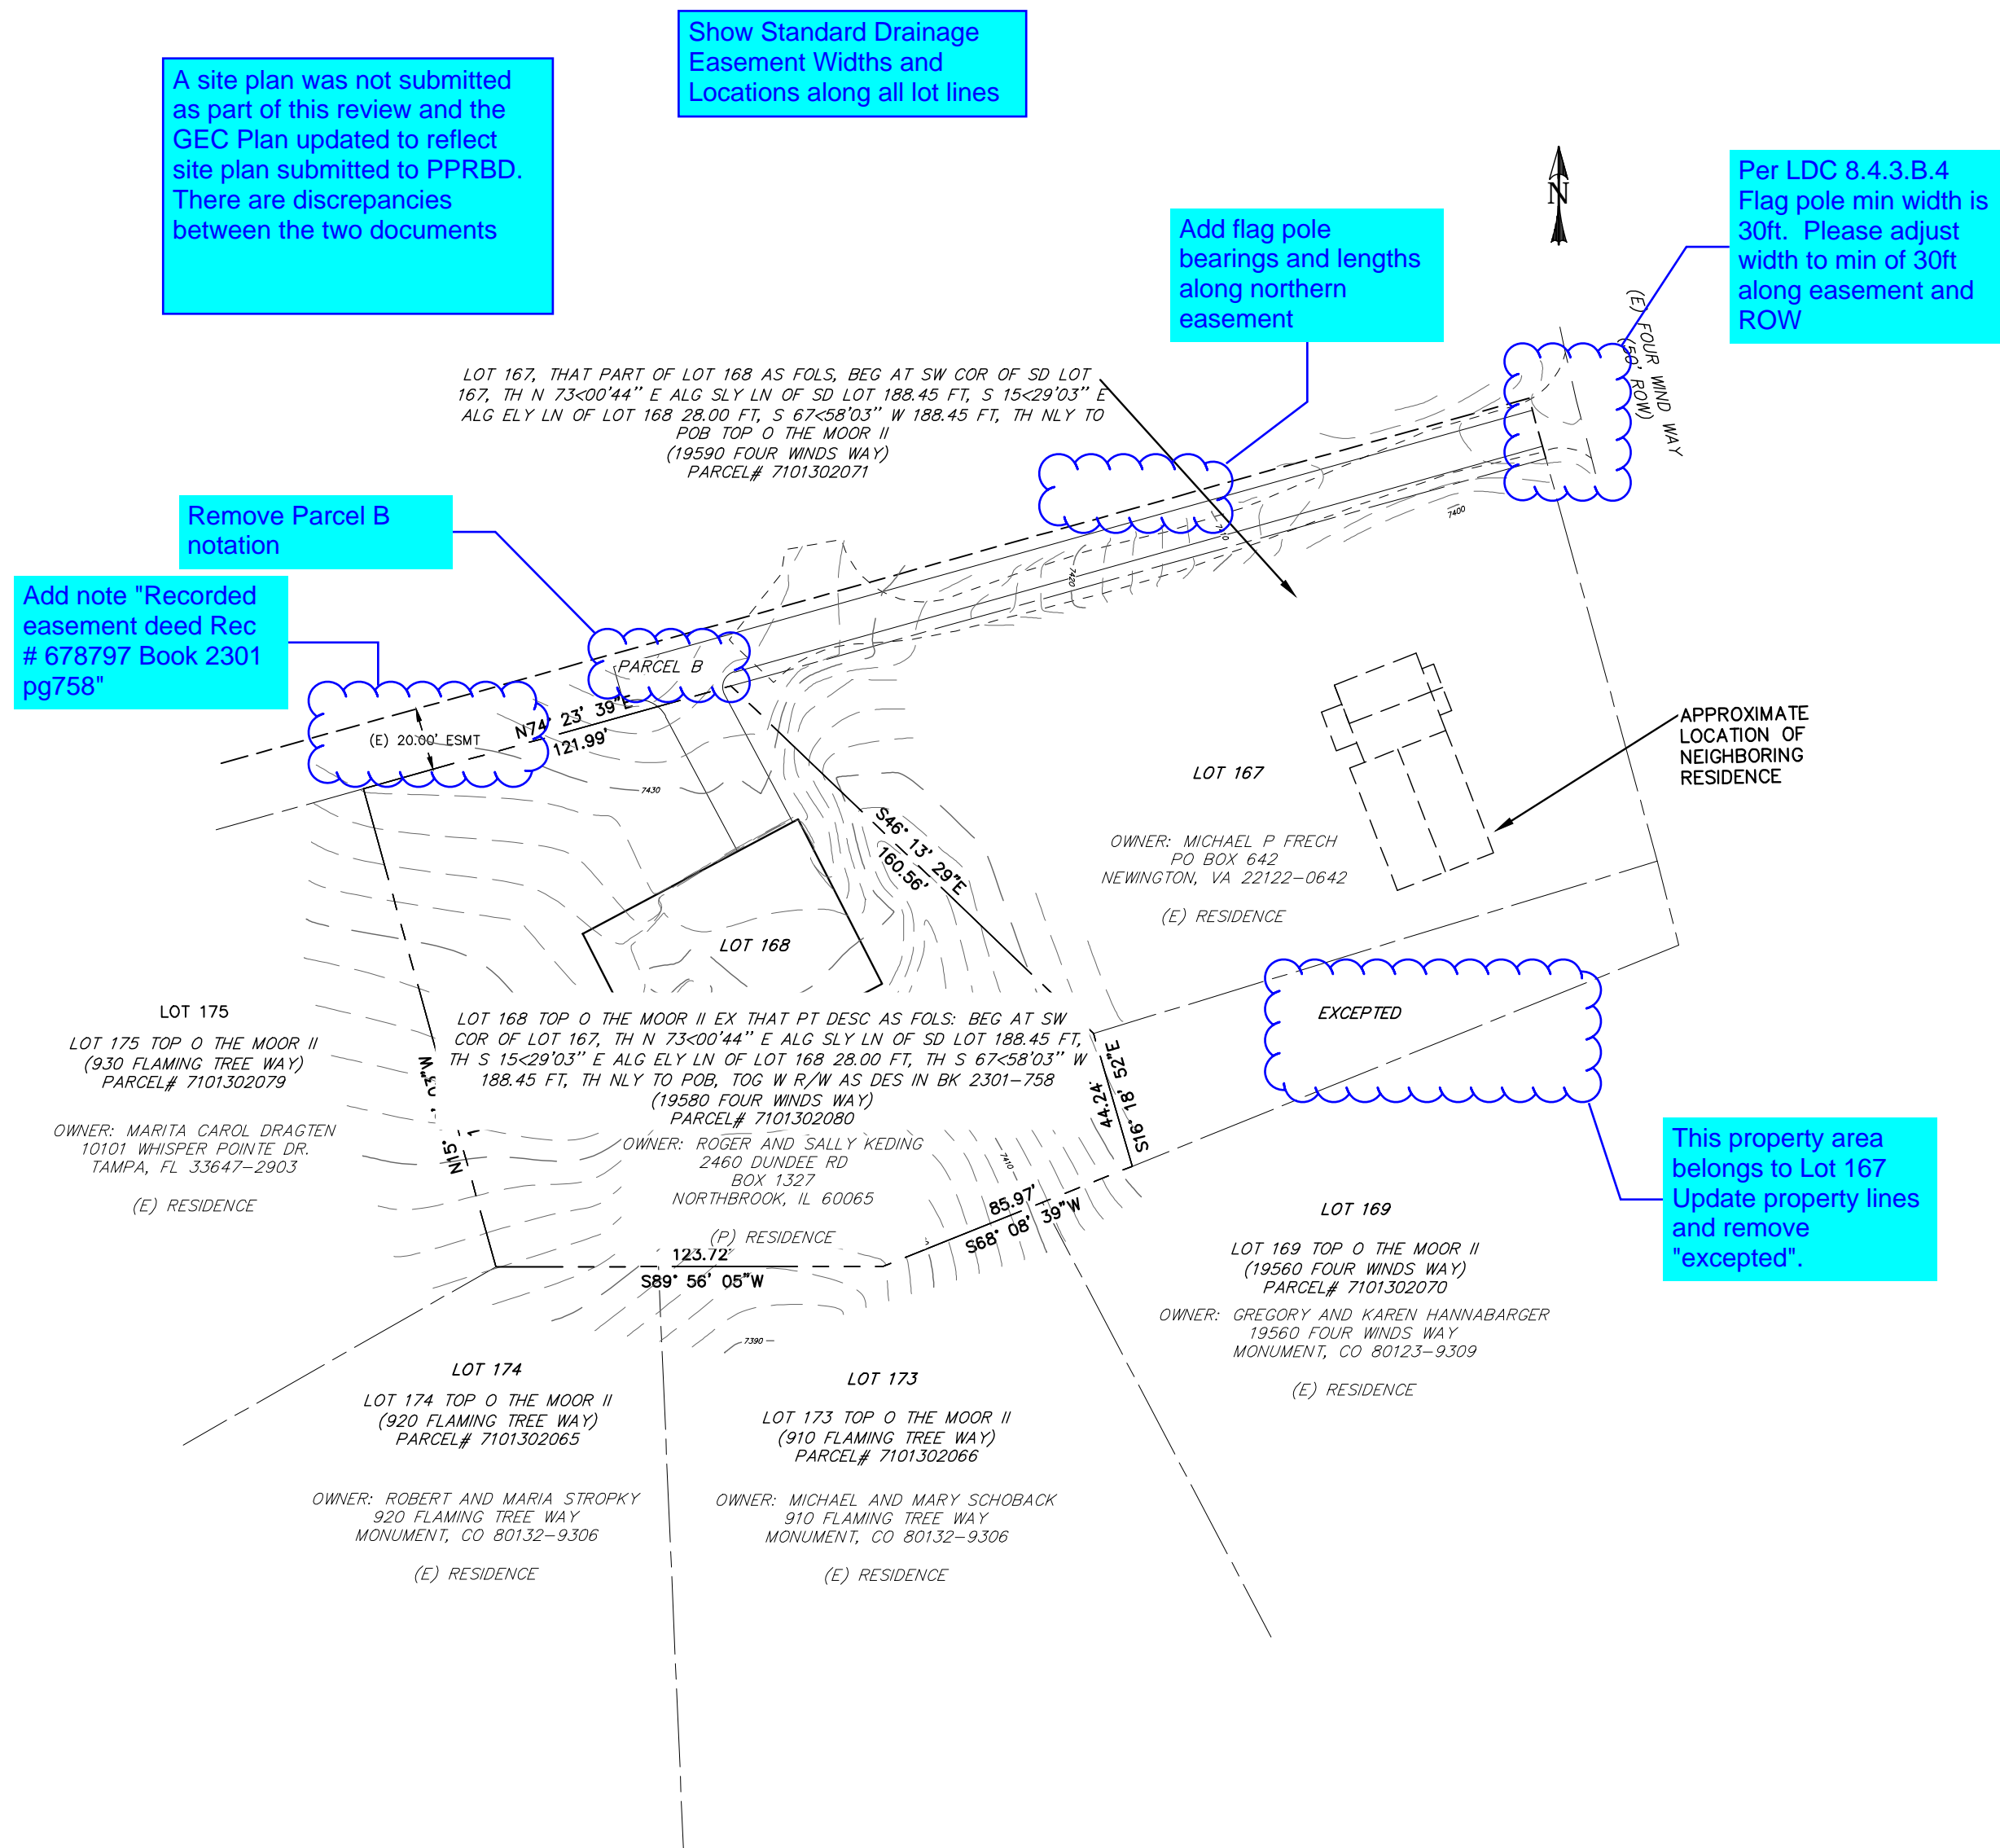 Show Standard Drainage
Easement Widths and
Locations along all lot lines
A site plan was not submitted
as part of this review and the
GEC Plan updated to reflect
site plan submitted to PPRBD.
There are discrepancies
between the two documents
N
Per LDC 8.4.3.B.4
Flag pole min width is
30ft.  Please adjust
width to min of 30ft
along easement and
ROW
Add flag pole
bearings and lengths
along northern
easement
(E) FOUR WIND WAY
(50' ROW)
LOT 167, THAT PART OF LOT 168 AS FOLS, BEG AT SW COR OF SD LOT
167, TH N 73<00'44'' E ALG SLY LN OF SD LOT 188.45 FT, S 15<29'03'' E
ALG ELY LN OF LOT 168 28.00 FT, S 67<58'03'' W 188.45 FT, TH NLY TO
POB TOP O THE MOOR II
(19590 FOUR WINDS WAY)
PARCEL# 7101302071
Remove Parcel B
notation
7400
7410
7420
Add note "Recorded
easement deed Rec
# 678797 Book 2301
pg758"
PARCEL B
N74° 23' 39"E
121.99'
(E) 20.00' ESMT
7430
APPROXIMATE
LOCATION OF
NEIGHBORING
RESIDENCE
LOT 167
OWNER: MICHAEL P FRECH
PO BOX 642
NEWINGTON, VA 22122-0642
(E) RESIDENCE
S46° 13' 29"E
160.56'
LOT 168
EXCEPTED
LOT 175
LOT 175 TOP O THE MOOR II
(930 FLAMING TREE WAY)
PARCEL# 7101302079
OWNER: MARITA CAROL DRAGTEN
10101 WHISPER POINTE DR.
TAMPA, FL 33647-2903
(E) RESIDENCE
N15°
LOT 168 TOP O THE MOOR II EX THAT PT DESC AS FOLS: BEG AT SW
COR OF LOT 167, TH N 73<00'44'' E ALG SLY LN OF SD LOT 188.45 FT,
TH S 15<29'03'' E ALG ELY LN OF LOT 168 28.00 FT, TH S 67<58'03'' W
188.45 FT, TH NLY TO POB, TOG W R/W AS DES IN BK 2301-758
(19580 FOUR WINDS WAY)
PARCEL# 7101302080
OWNER: ROGER AND SALLY KEDING
2460 DUNDEE RD
BOX 1327
NORTHBROOK, IL 60065
(P) RESIDENCE
44.24'
S16° 18' 52"E
7410
85.97'
S68° 08' 39"W
123.72'
S89° 56' 05"W
This property area
belongs to Lot 167
Update property lines
and remove
"excepted".
LOT 169
LOT 169 TOP O THE MOOR II
(19560 FOUR WINDS WAY)
PARCEL# 7101302070
OWNER: GREGORY AND KAREN HANNABARGER
19560 FOUR WINDS WAY
MONUMENT, CO 80123-9309
(E) RESIDENCE
7390
LOT 174
LOT 174 TOP O THE MOOR II
(920 FLAMING TREE WAY)
PARCEL# 7101302065
OWNER: ROBERT AND MARIA STROPKY
920 FLAMING TREE WAY
MONUMENT, CO 80132-9306
(E) RESIDENCE
LOT 173
LOT 173 TOP O THE MOOR II
(910 FLAMING TREE WAY)
PARCEL# 7101302066
OWNER: MICHAEL AND MARY SCHOBACK
910 FLAMING TREE WAY
MONUMENT, CO 80132-9306
(E) RESIDENCE